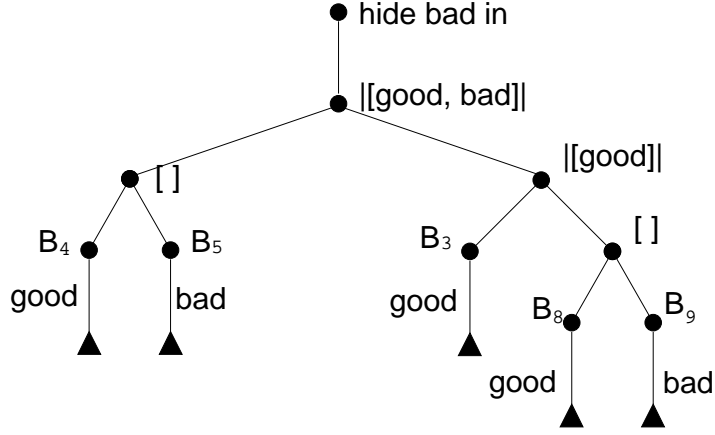 hide bad in
|[good, bad]|
[ ]
|[good]|
B4
B5
B3
[ ]
good
bad
good
B8
B9
good
bad